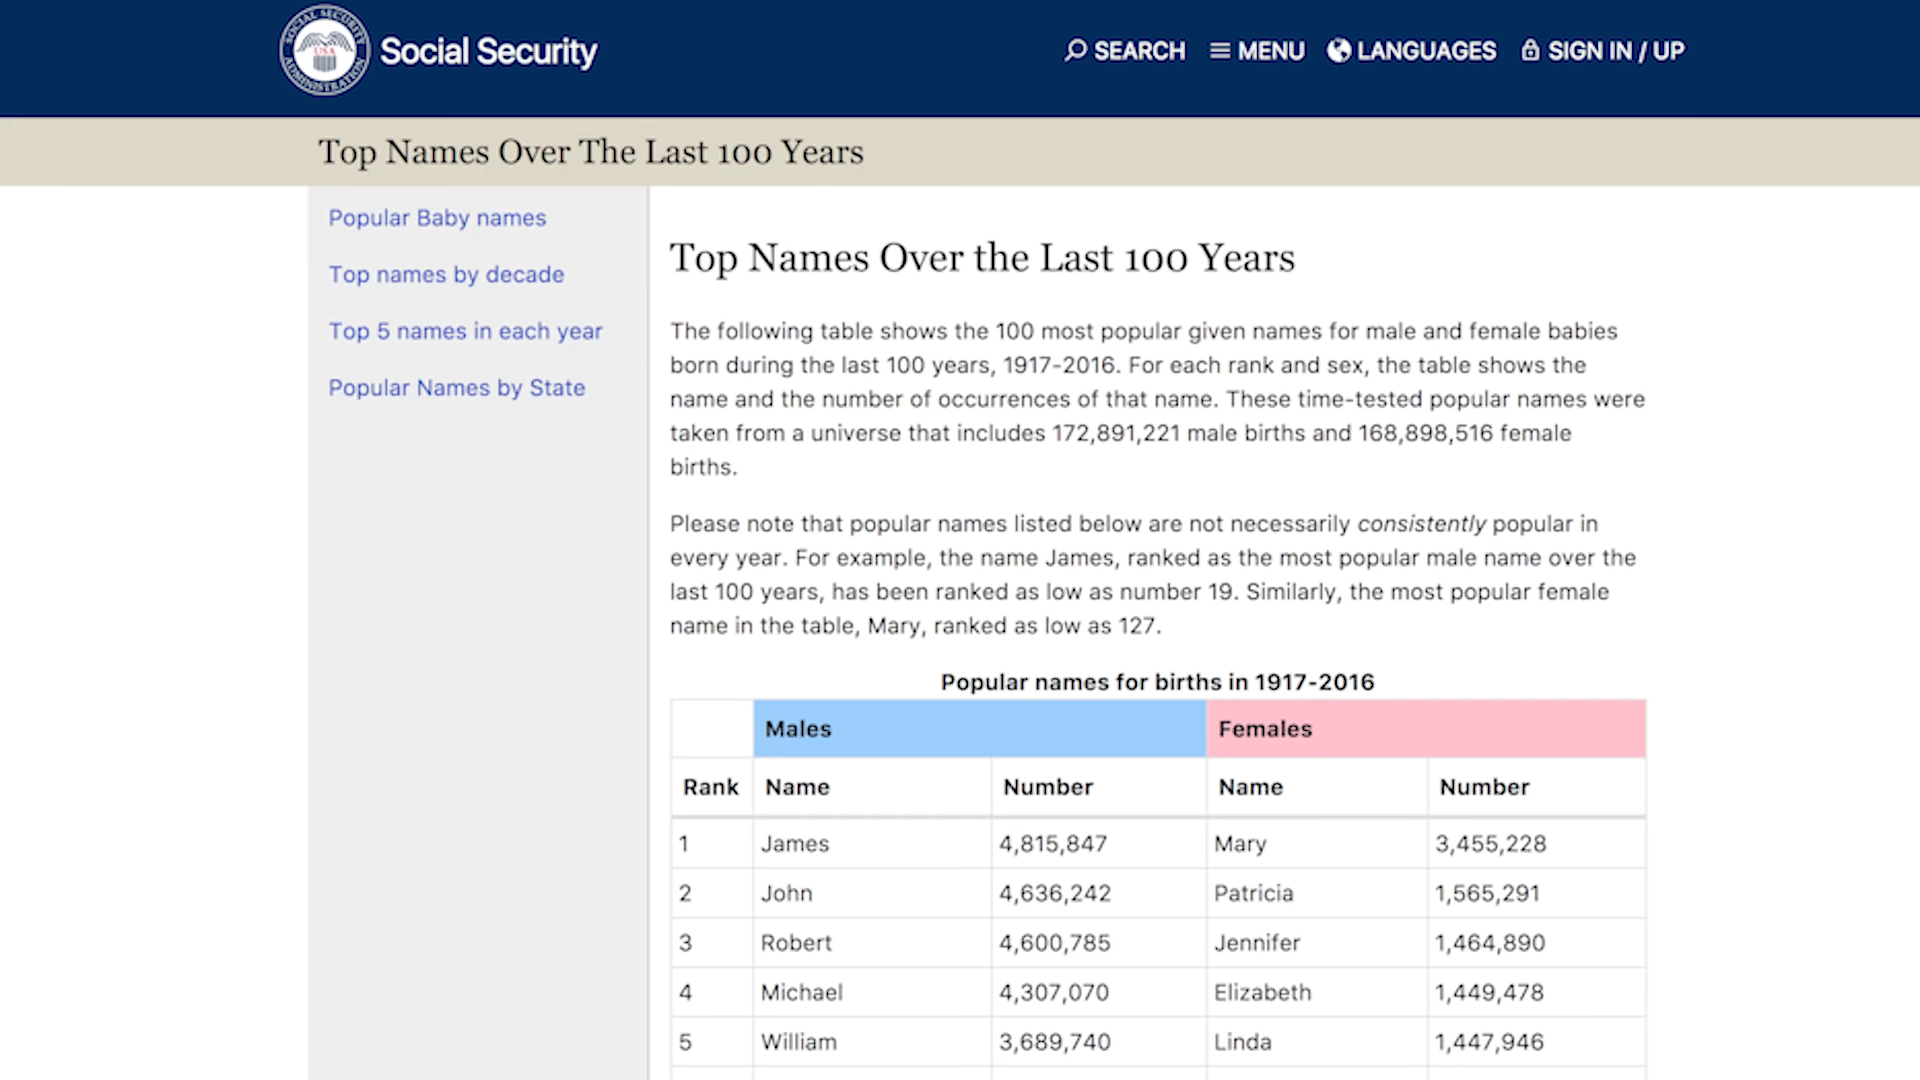 SOCIAL SECURITY ADMINISTRATION
USA
Social Security
SEARCH
MENU
LANGUAGES
SIGN IN / UP
Top Names Over The Last 100 Years
Popular Baby names
Top names by decade
Top 5 names in each year
Popular Names by State
Top Names Over the Last 100 Years
The following table shows the 100 most popular given names for male and female babies
born during the last 100 years, 1917-2016. For each rank and sex, the table shows the
name and the number of occurrences of that name. These time-tested popular names were
taken from a universe that includes 172,891,221 male births and 168,898,516 female
births.
Please note that popular names listed below are not necessarily consistently popular in
every year. For example, the name James, ranked as the most popular male name over the
last 100 years, has been ranked as low as number 19. Similarly, the most popular female
name in the table, Mary, ranked as low as 127.
Popular names for births in 1917-2016
Males Females
Rank Name Number Name Number
1 James 4,815,847 Mary 3,455,228
2 John 4,636,242 Patricia 1,565,291
3 Robert 4,600,785 Jennifer 1,464,890
4 Michael 4,307,070 Elizabeth 1,449,478
5 William 3,689,740 Linda 1,447,946